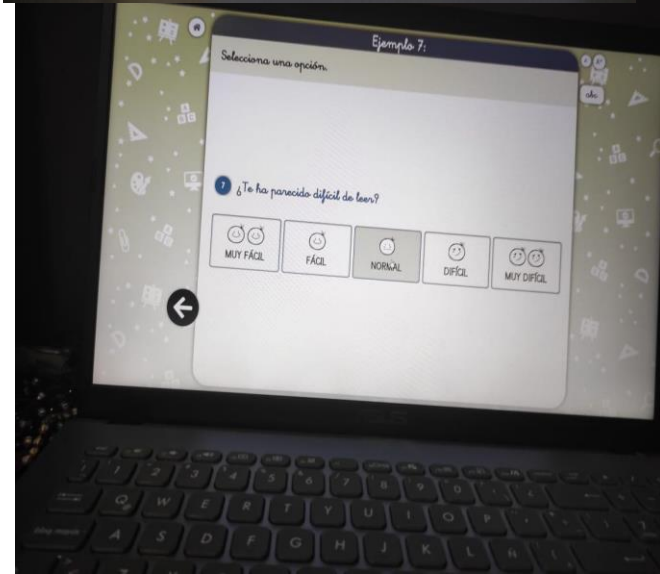 Ejemplo 7:
Selecciona una opción.
abc
7 ¿Te ha parecido difícil de leer?
MUY FÁCIL
FÁCIL
NORMAL
DIFÍCIL
MUY DIFÍCIL
Q W E R T Y U I O P
A S D F G H J K L Ñ